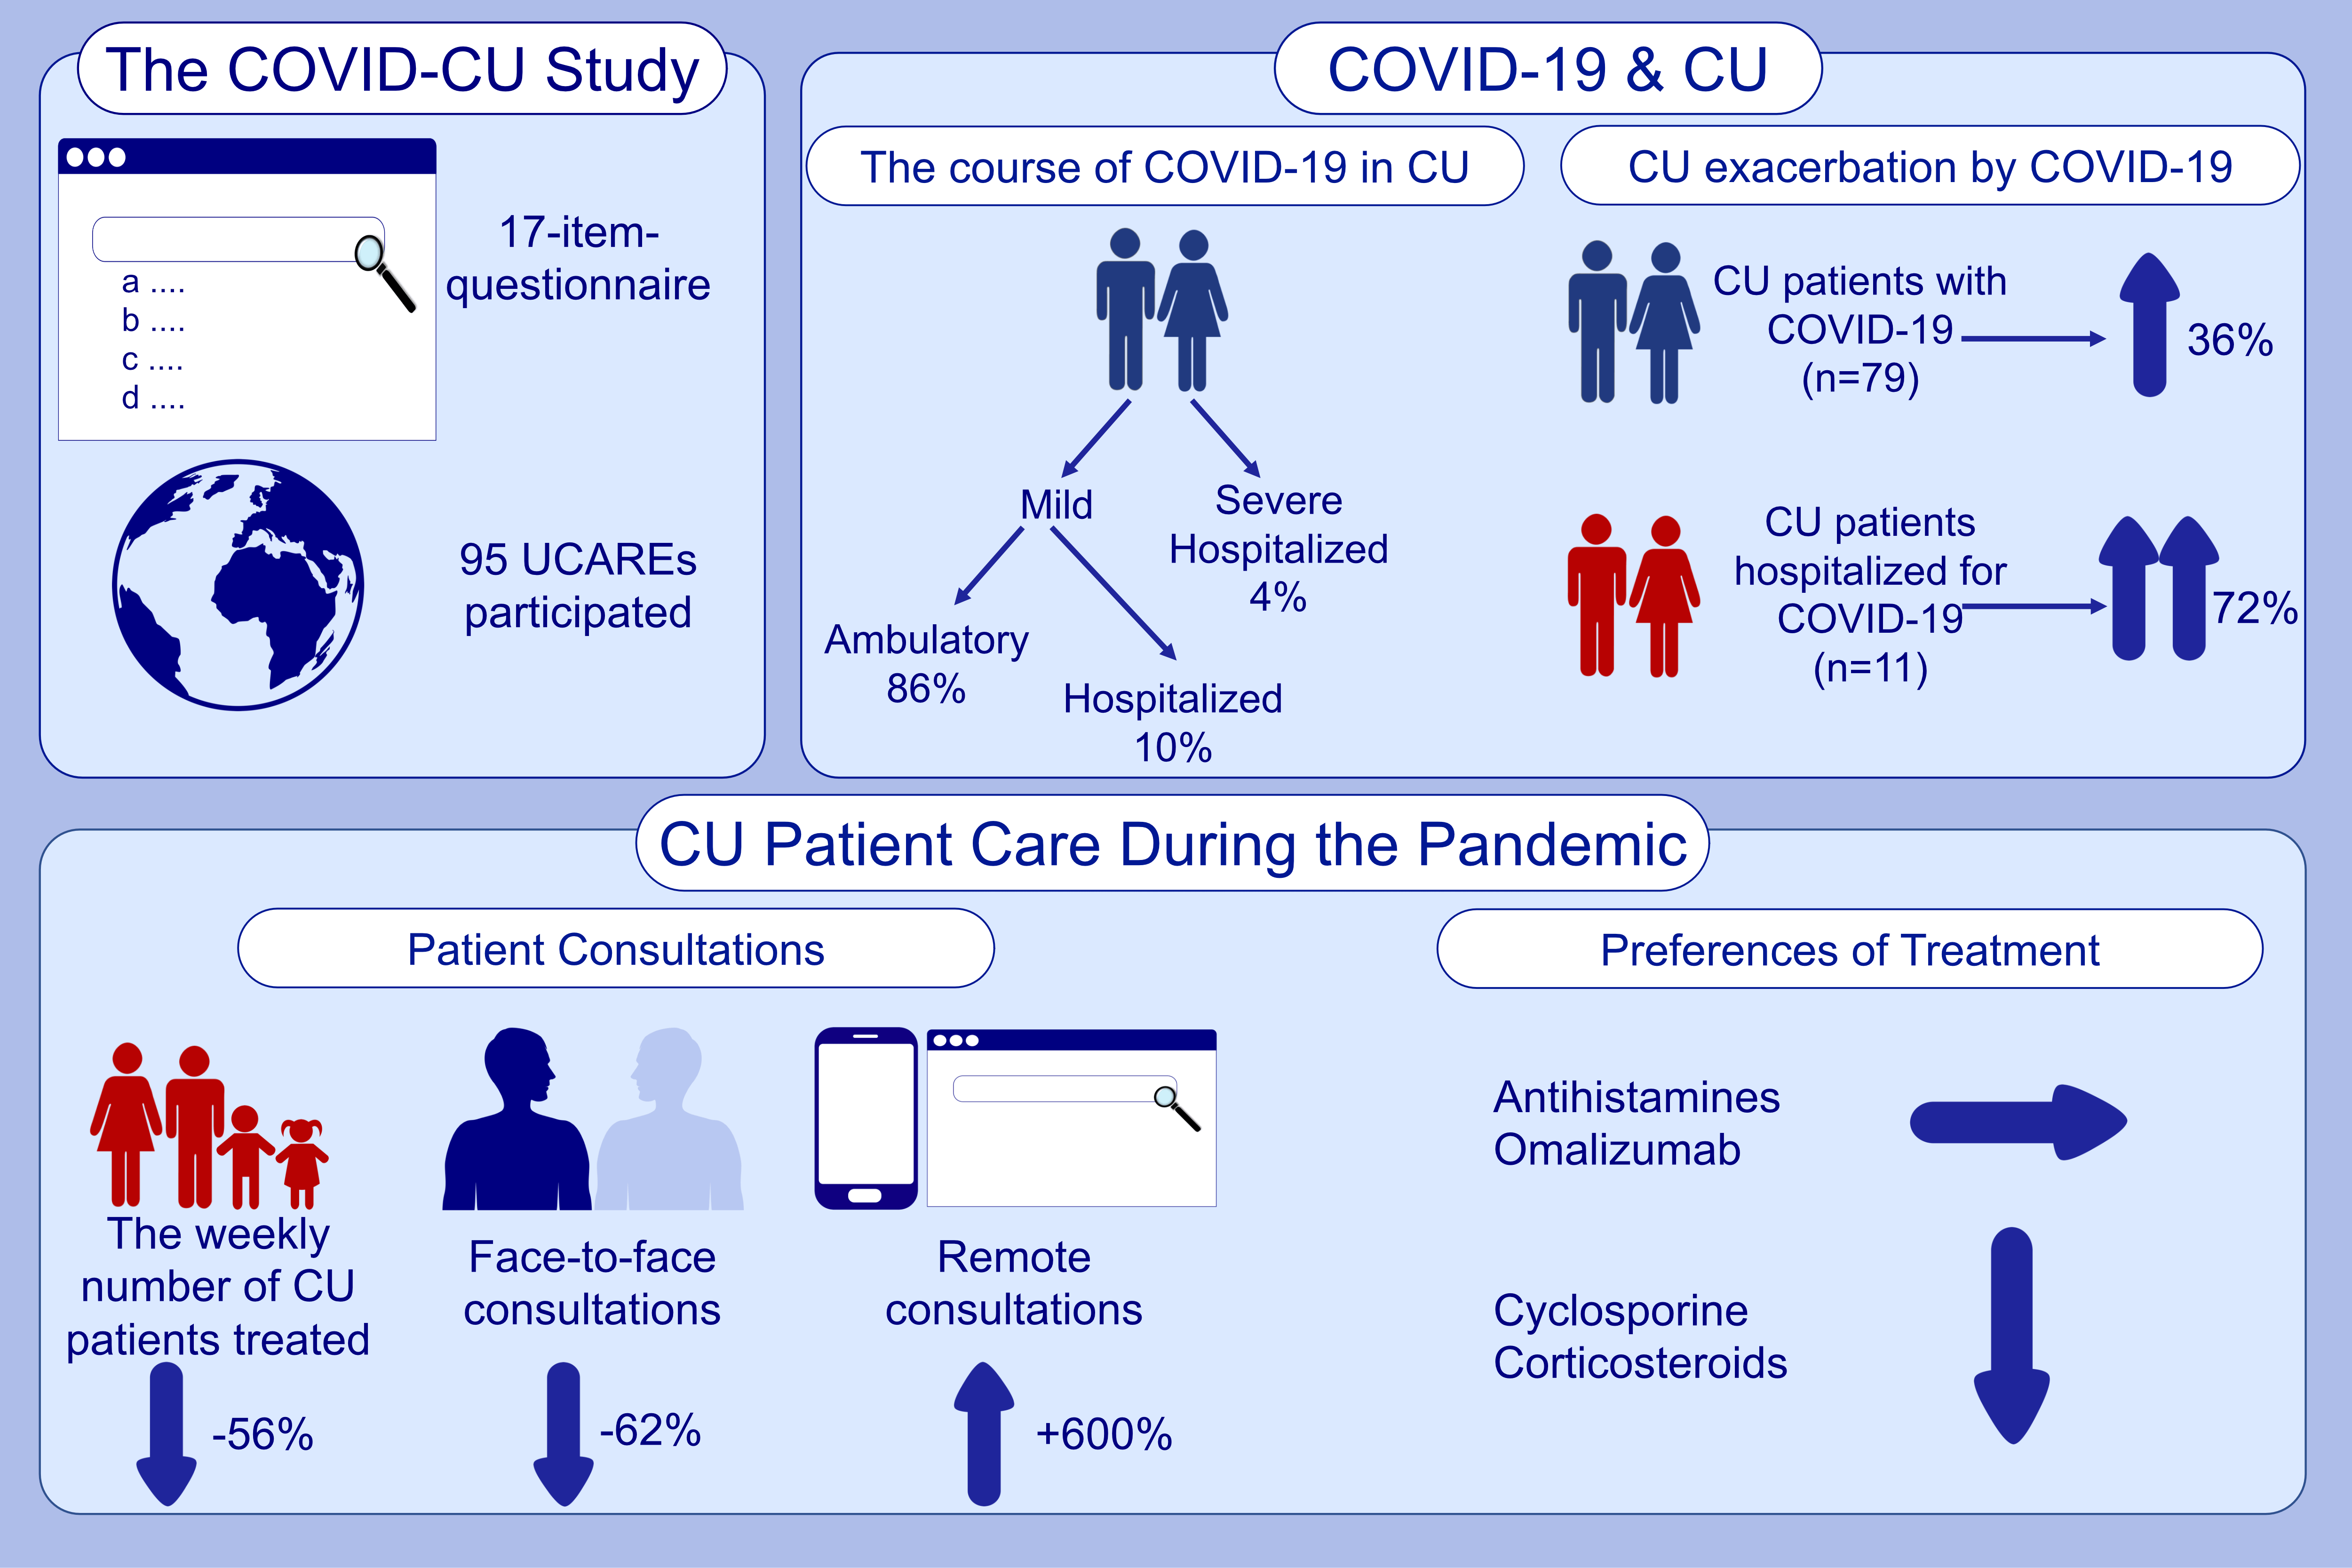 The COVID-CU Study
17-item-
questionnaire
a ....
b ....
c ....
d ....
95 UCAREs
participated
COVID-19 & CU
The course of COVID-19 in CU
Mild
Severe
Hospitalized
4%
Ambulatory
86%
Hospitalized
10%
CU exacerbation by COVID-19
CU patients with
COVID-19
(n=79)
36%
CU patients
hospitalized for
COVID-19
(n=11)
72%
CU Patient Care During the Pandemic
Patient Consultations
The weekly
number of CU
patients treated
-56%
Face-to-face
consultations
-62%
Remote
consultations
+600%
Preferences of Treatment
Antihistamines
Omalizumab
Cyclosporine
Corticosteroids